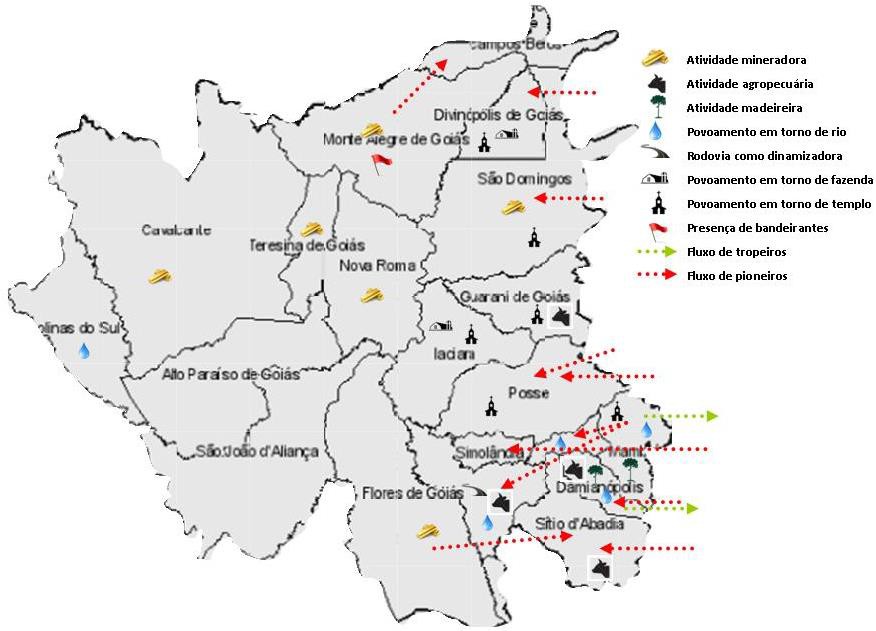 Campos Belos
Divinópolis de Goiás
Monte Alegre de Goiás
São Domingos
Cavalcante
Teresina de Goiás
Nova Roma
Guarani de Goiás
olinas do Sul
Iaciara
Alto Paraíso de Goiás
Posse
São João d'Aliança
Simolândia
Mambaí
Flores de Goiás
Damianópolis
Sítio d'Abadia
Atividade mineradora
Atividade agropecuária
Atividade madeireira
Povoamento em torno de rio
Rodovia como dinamizadora
Povoamento em torno de fazenda
Povoamento em torno de templo
Presença de bandeirantes
Fluxo de tropeiros
Fluxo de pioneiros